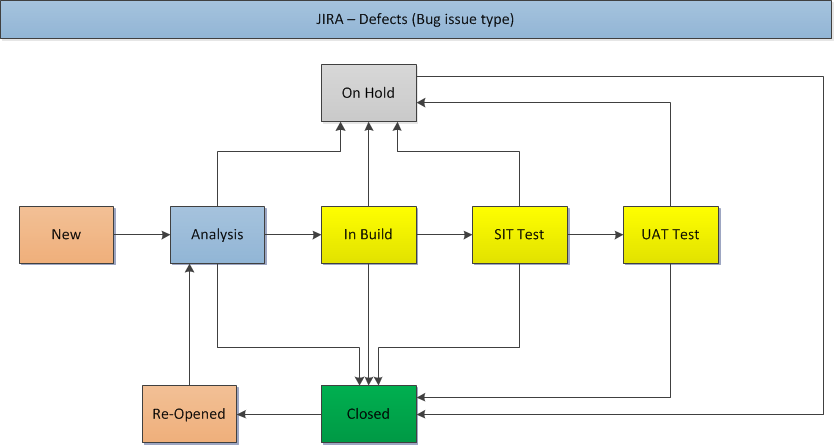 JIRA – Defects (Bug issue type)
On Hold
New
Analysis
In Build
SIT Test
UAT Test
Re-Opened
Closed